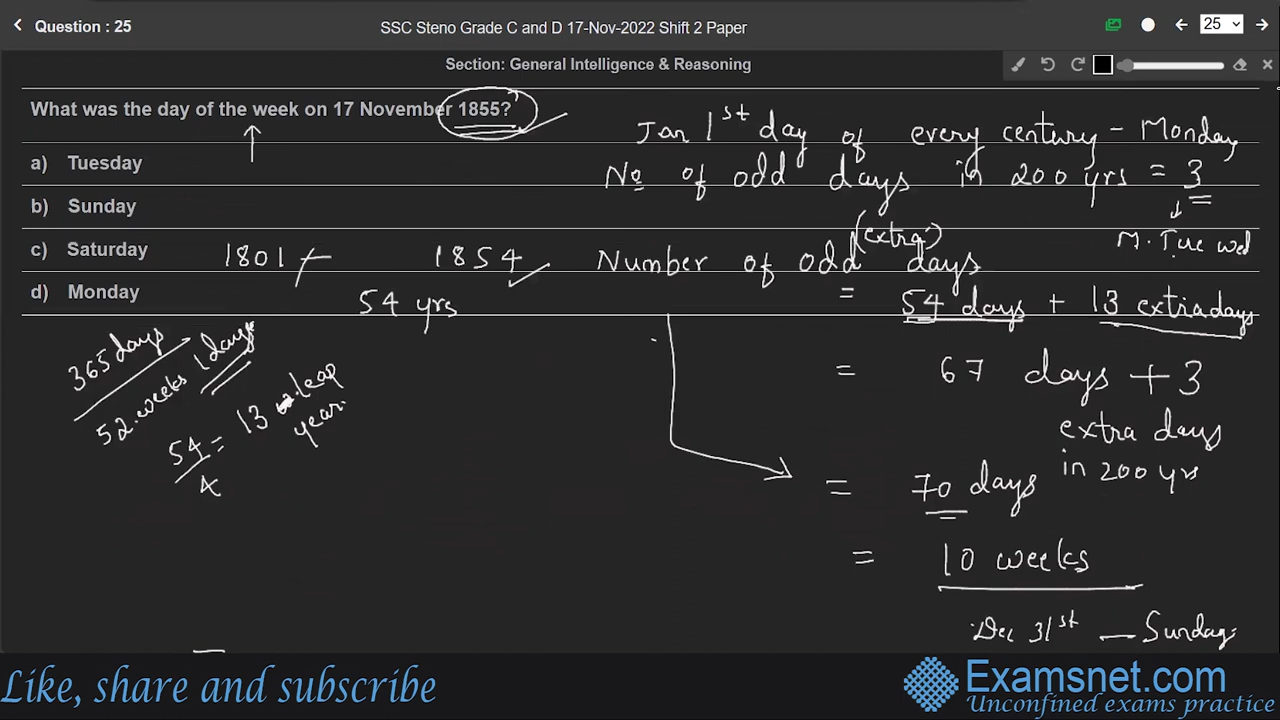 Question : 25
SSC Steno Grade C and D 17-Nov-2022 Shift 2 Paper
25
Section: General Intelligence & Reasoning
What was the day of the week on 17 November 1855?
a) Tuesday
b) Sunday
c) Saturday
d) Monday
Jan 1st day of every century - Monday
No of odd days in 200 yrs = 3
M. Tue wed
1801 - 1854
54 yrs
Number of odd (extra) days
= 54 days + 13 extra days
= 67 days + 3
extra days
in 200 yrs
= 70 days
= 10 weeks
Dec 31st — Sunday
365 days
52 weeks 1 days
54/4 = 13 leap
years
Like, share and subscribe
Examsnet.com
Unconfined exams practice